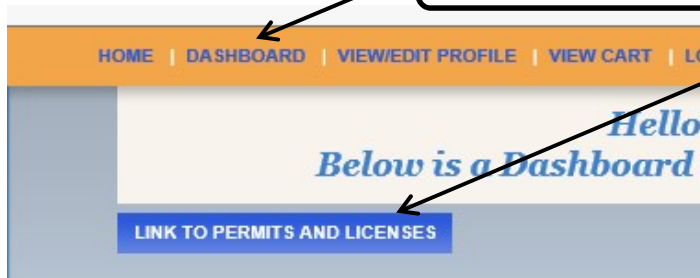 HOME | DASHBOARD | VIEW/EDIT PROFILE | VIEW CART |
Hello
Below is a Dashboard
LINK TO PERMITS AND LICENSES